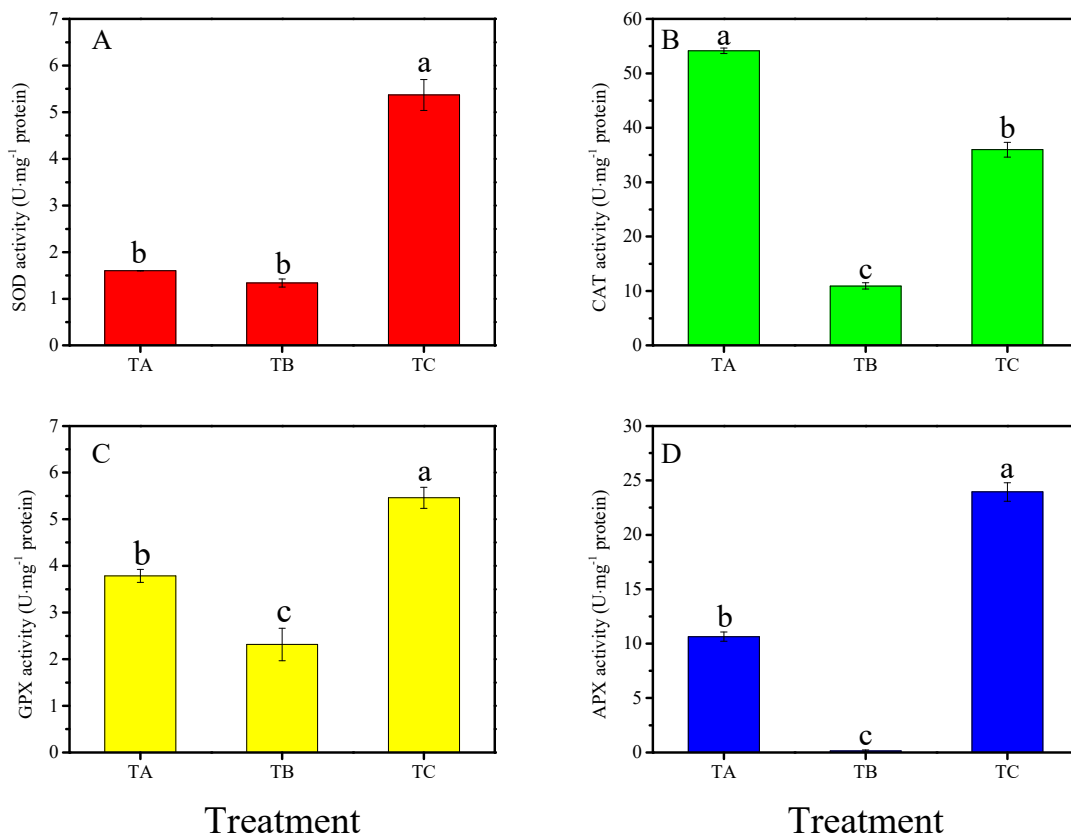 A
SOD activity (U·mg⁻¹ protein)
7
6
5
4
3
2
1
0
b
b
a
TA
TB
TC
B
CAT activity (U·mg⁻¹ protein)
60
50
40
30
20
10
0
a
c
b
TA
TB
TC
C
GPX activity (U·mg⁻¹ protein)
7
6
5
4
3
2
1
0
b
c
a
TA
TB
TC
Treatment
D
APX activity (U·mg⁻¹ protein)
30
25
20
15
10
5
0
b
c
a
TA
TB
TC
Treatment